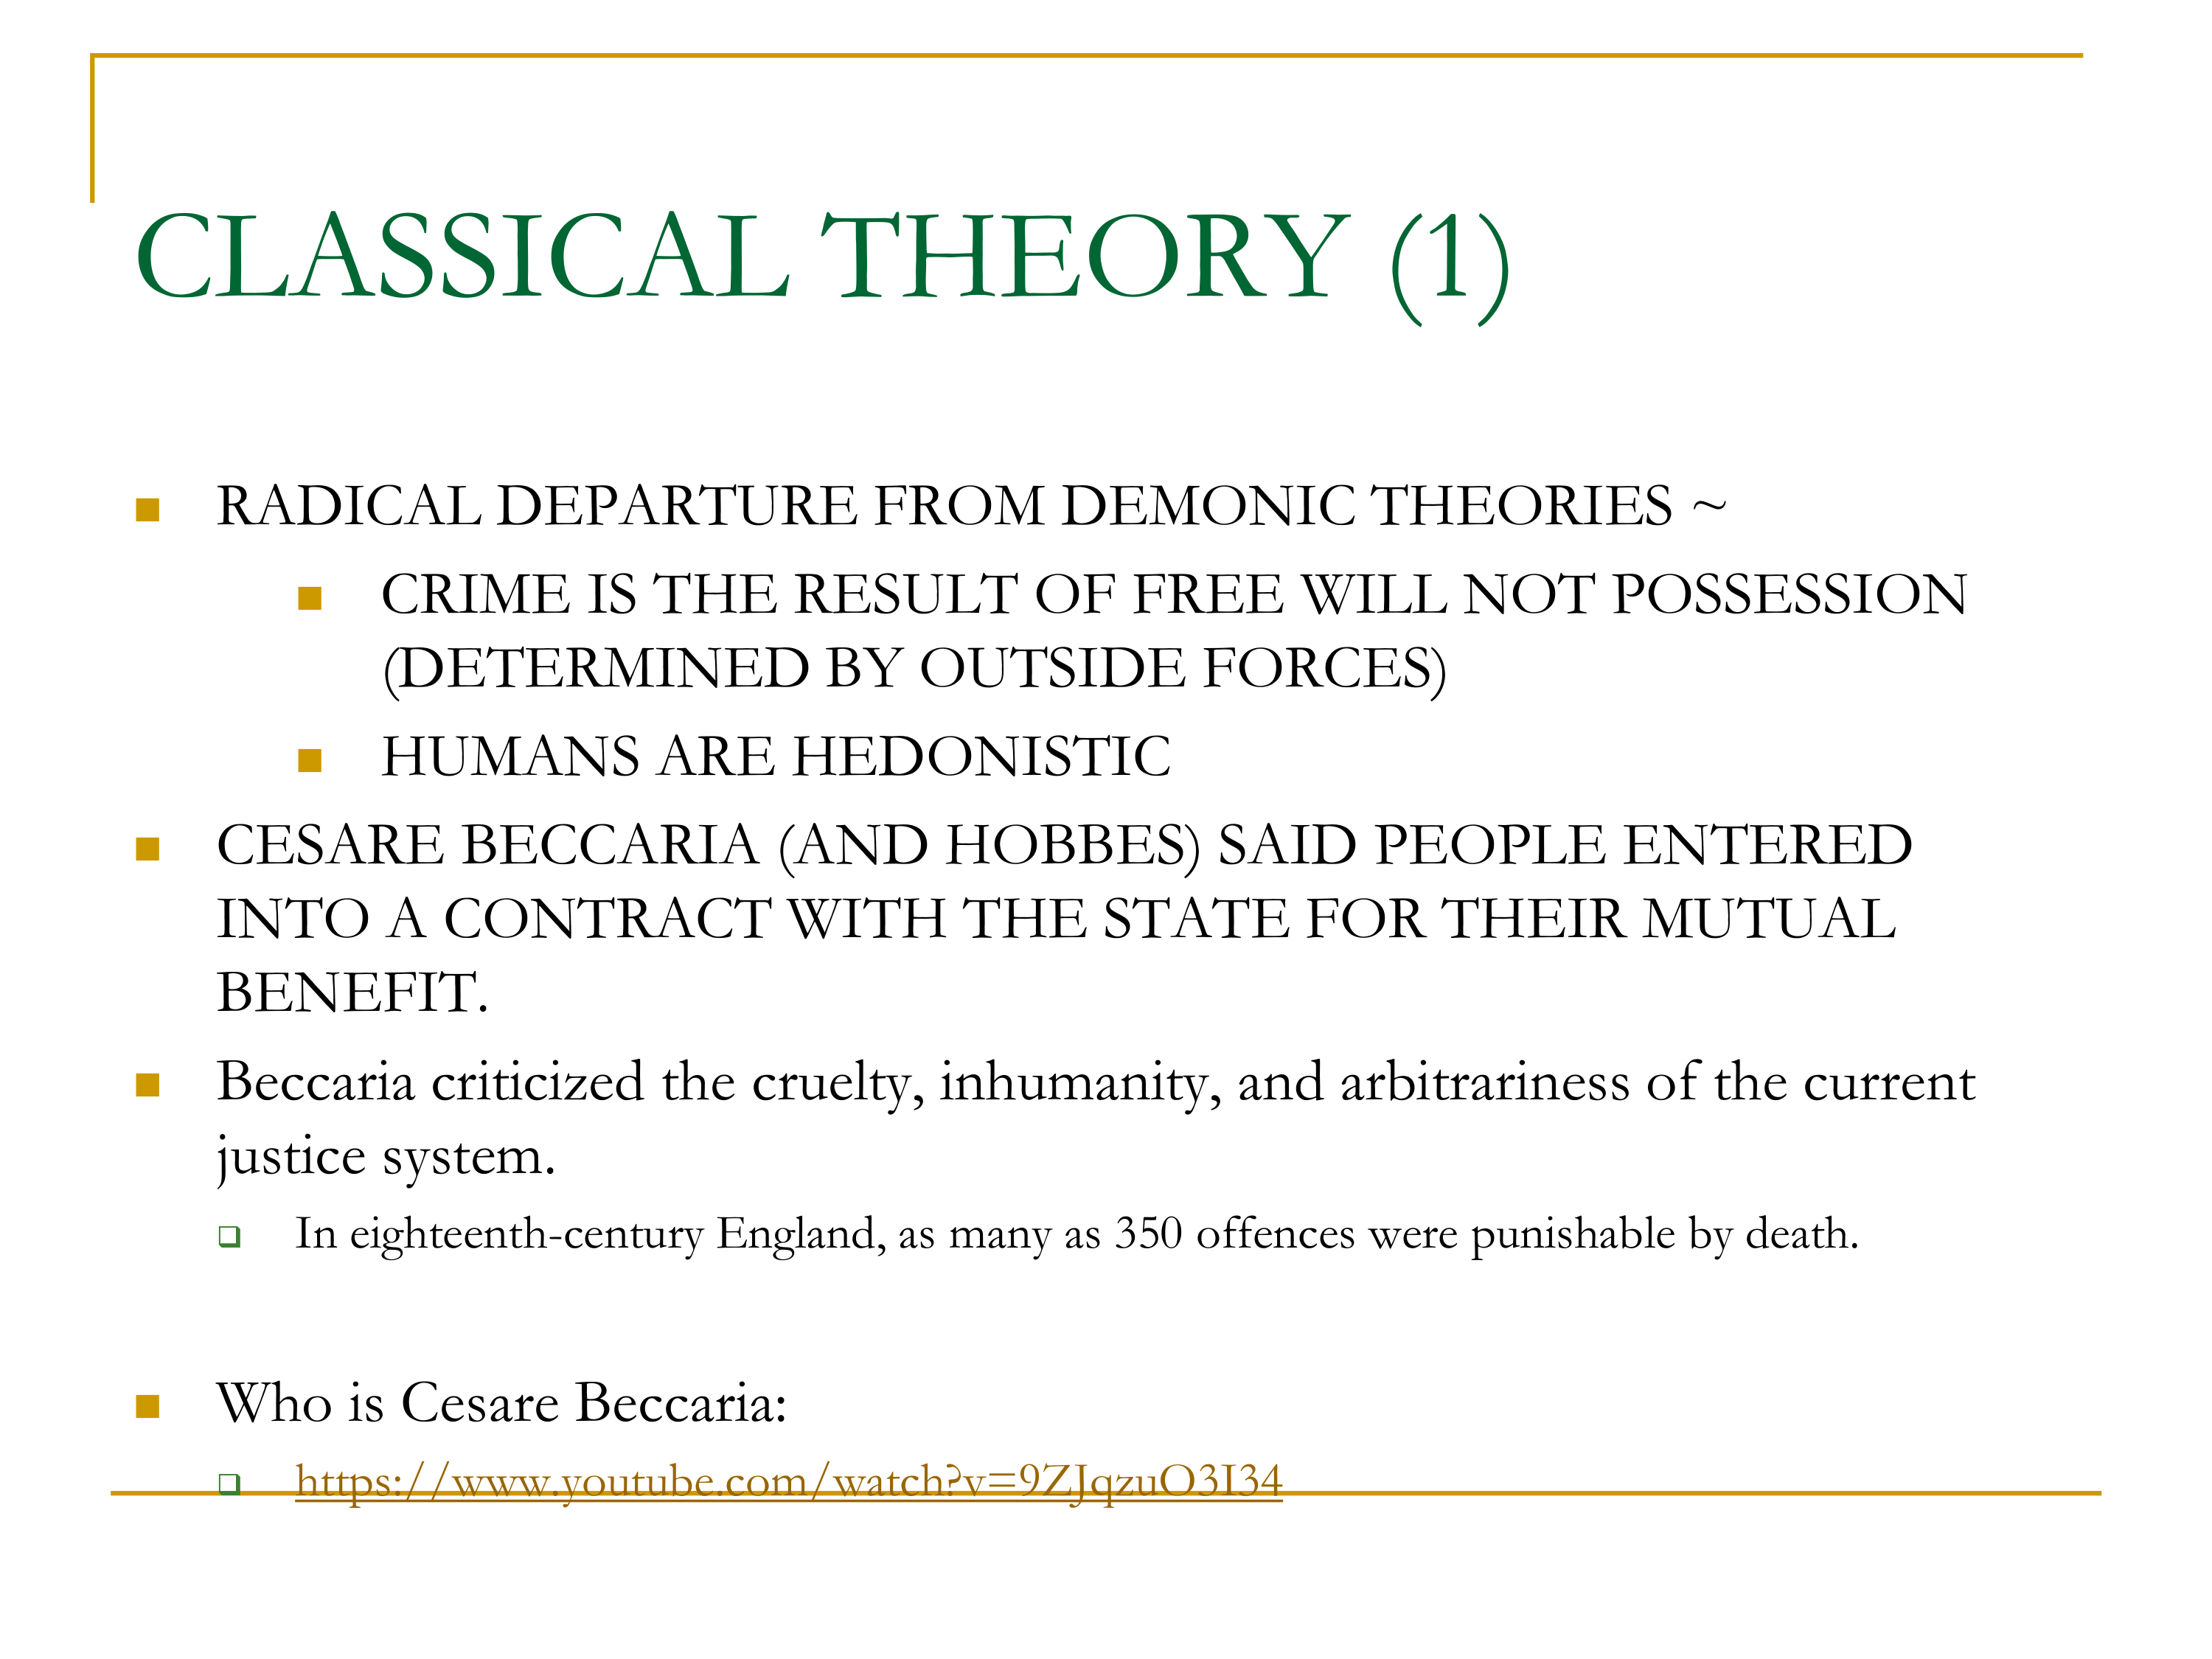 CLASSICAL THEORY (1)
RADICAL DEPARTURE FROM DEMONIC THEORIES ~
CRIME IS THE RESULT OF FREE WILL NOT POSSESSION
(DETERMINED BY OUTSIDE FORCES)
HUMANS ARE HEDONISTIC
CESARE BECCARIA (AND HOBBES) SAID PEOPLE ENTERED
INTO A CONTRACT WITH THE STATE FOR THEIR MUTUAL
BENEFIT.
Beccaria criticized the cruelty, inhumanity, and arbitrariness of the current
justice system.
In eighteenth-century England, as many as 350 offences were punishable by death.
Who is Cesare Beccaria:
https://www.youtube.com/watch?v=9ZJqzuO3I34